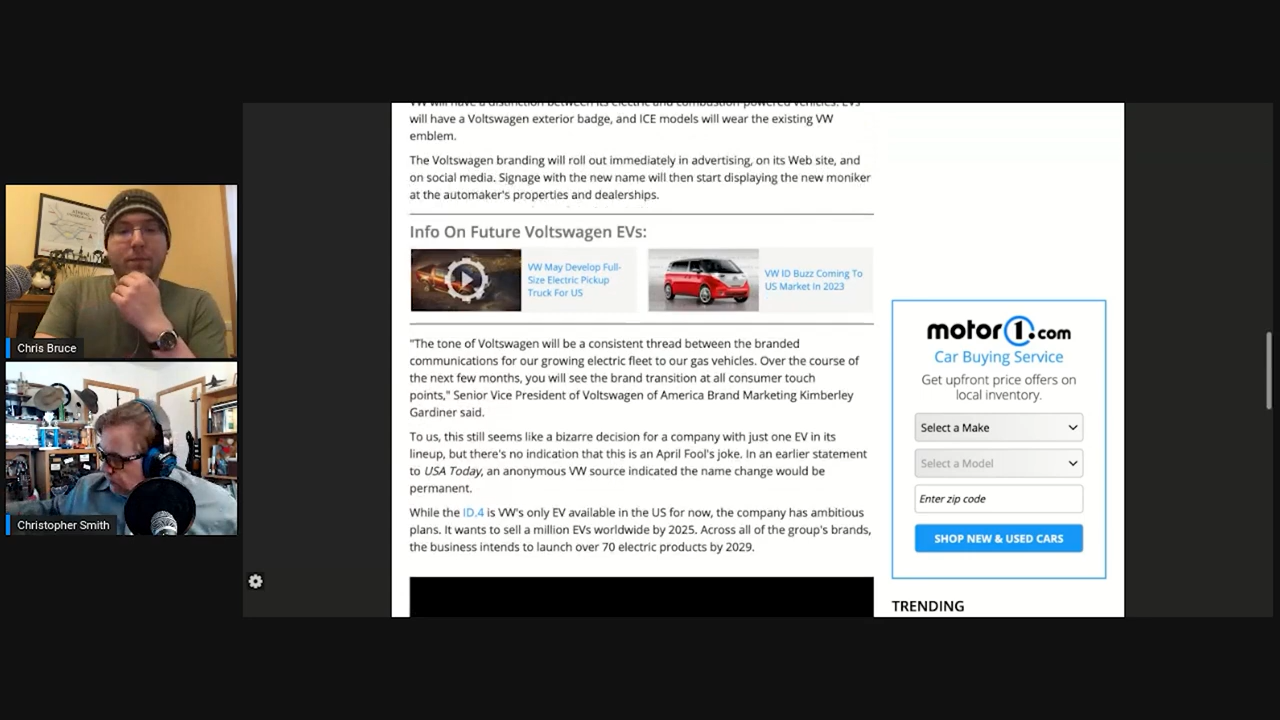 VW will have a distinction between its electric and combustion-powered vehicles. EVs
will have a Voltswagen exterior badge, and ICE models will wear the existing VW
emblem.
The Voltswagen branding will roll out immediately in advertising, on its Web site, and
on social media. Signage with the new name will then start displaying the new moniker
at the automaker's properties and dealerships.
Info On Future Voltswagen EVs:
VW May Develop Full-
Size Electric Pickup
Truck For US
VW ID Buzz Coming To
US Market In 2023
"The tone of Voltswagen will be a consistent thread between the branded
communications for our growing electric fleet to our gas vehicles. Over the course of
the next few months, you will see the brand transition at all consumer touch
points," Senior Vice President of Voltswagen of America Brand Marketing Kimberley
Gardiner said.
To us, this still seems like a bizarre decision for a company with just one EV in its
lineup, but there's no indication that this is an April Fool's joke. In an earlier statement
to USA Today, an anonymous VW source indicated the name change would be
permanent.
While the ID.4 is VW's only EV available in the US for now, the company has ambitious
plans. It wants to sell a million EVs worldwide by 2025. Across all of the group's brands,
the business intends to launch over 70 electric products by 2029.
motor1.com
Car Buying Service
Get upfront price offers on
local inventory.
Select a Make
Select a Model
Enter zip code
SHOP NEW & USED CARS
TRENDING
Chris Bruce
Christopher Smith